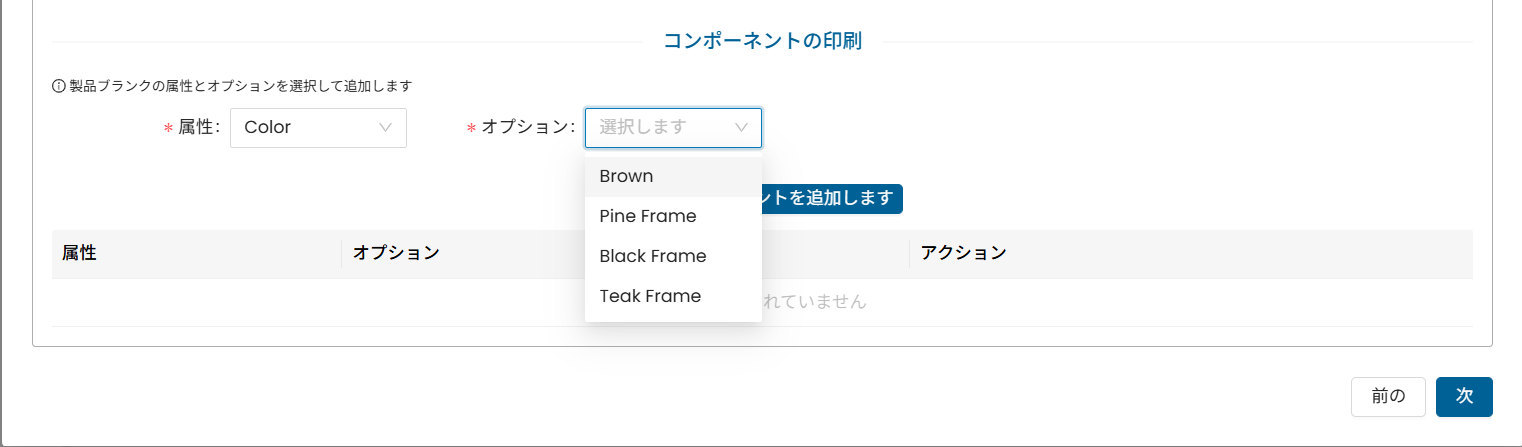 コンポーネントの印刷
製品ブランクの属性とオプションを選択して追加します
* 属性: Color * オプション: 選択します
Brown
ントを追加します
Pine Frame
属性 オプション Black Frame アクション
Teak Frame れていません
前の 次